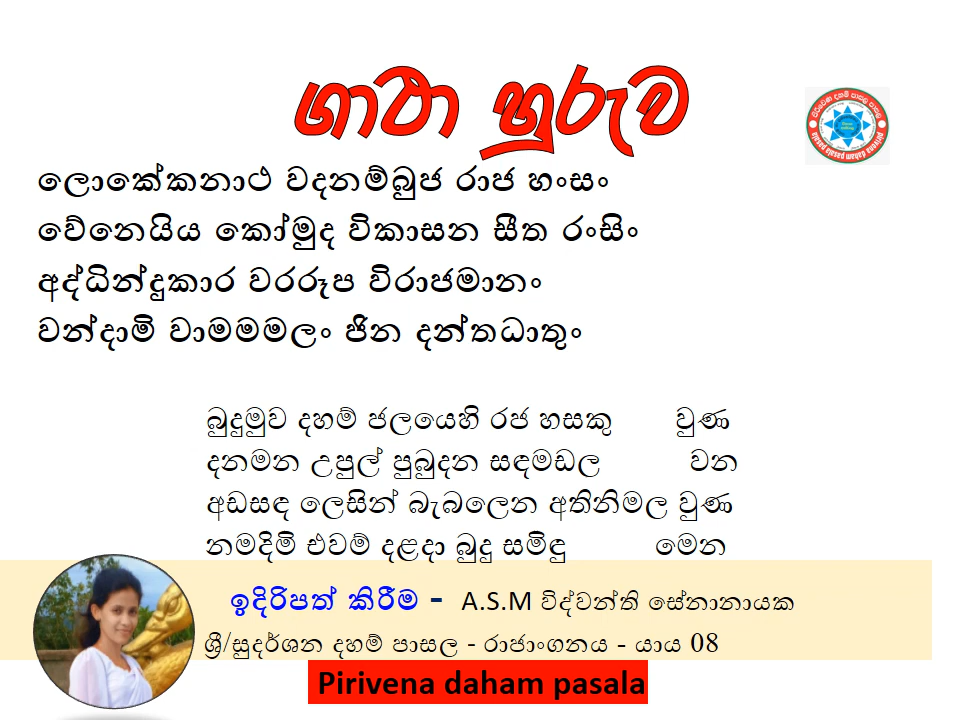 ගාථා හුරුව
ලොකේකනාථ වදනම්බුජ රාජ හංසං
වේනෙයිය කෝමුද විකාසන සීත රංසිං
අද්ධින්දුකාර වරරූප විරාජමානං
වන්දාමි වාමමමලං ජින දන්තධාතුං
බුදුමුව දහම් ජලයෙහි රජ හසකු වුණ
දනමන උපුල් පුබුදන සඳමඩල වන
අඩසඳ ලෙසින් බැබලෙන අතිනිමල වුණ
නමදිමි එවම් දළදා බුදු සමිඳු මෙන
ඉදිරිපත් කිරීම - A.S.M විද්වන්ති සේනානායක
ශ්‍රී/සුදර්ශන දහම් පාසල - රාජාංගනය - යාය 08
Pirivena daham pasala